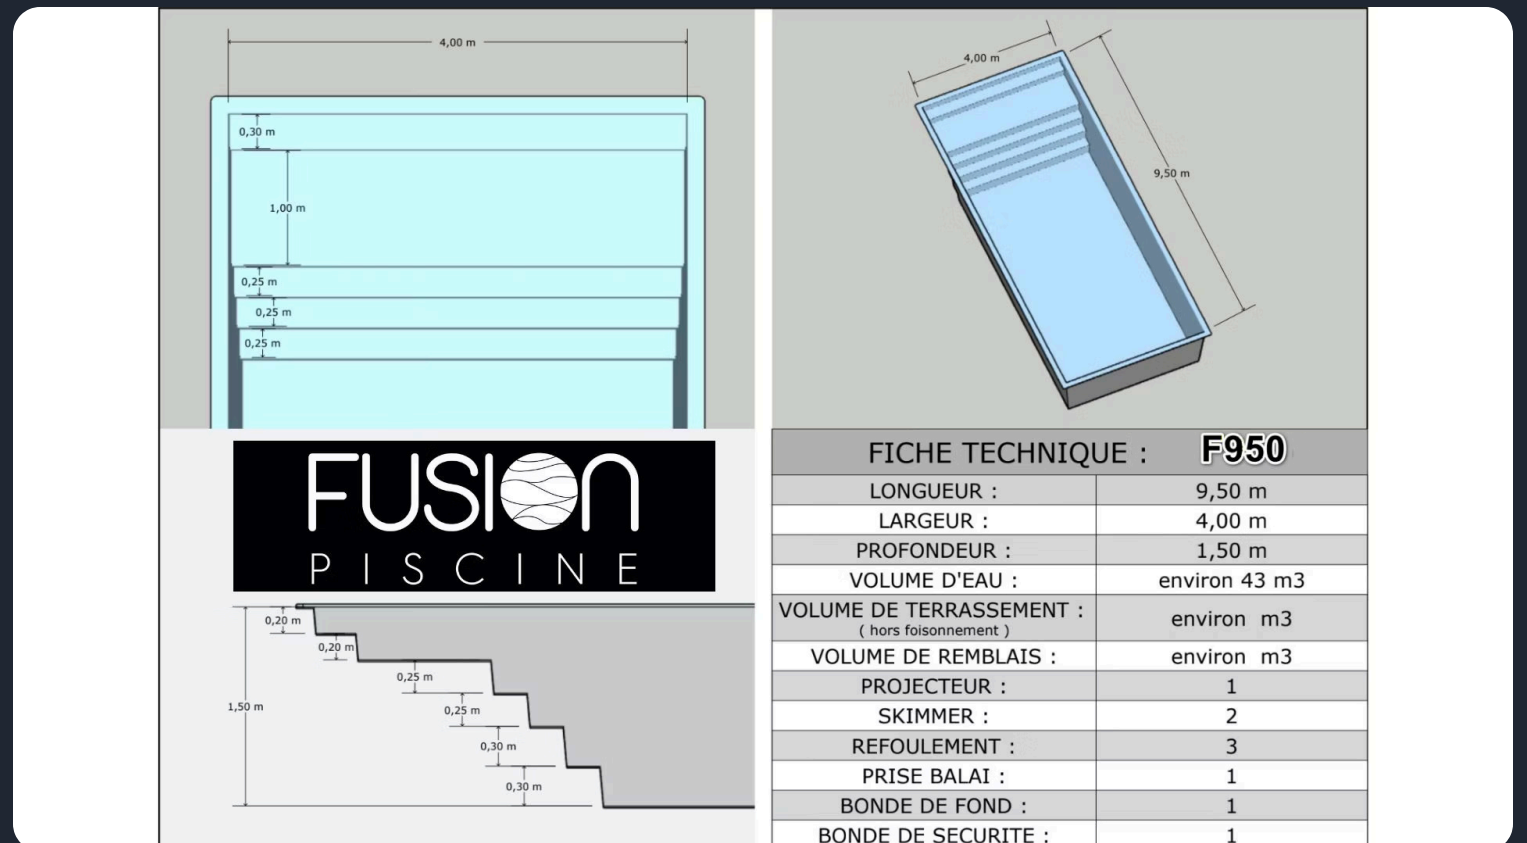 4,00 m
0,30 m
1,00 m
0,25 m
0,25 m
0,25 m
4,00 m
9,50 m
FUSION
PISCINE
0,20 m
0,20 m
0,25 m
1,50 m
0,25 m
0,30 m
0,30 m
FICHE TECHNIQUE : F950
LONGUEUR : 9,50 m
LARGEUR : 4,00 m
PROFONDEUR : 1,50 m
VOLUME D'EAU : environ 43 m3
VOLUME DE TERRASSEMENT : environ m3
( hors foisonnement )
VOLUME DE REMBLAIS : environ m3
PROJECTEUR : 1
SKIMMER : 2
REFOULEMENT : 3
PRISE BALAI : 1
BONDE DE FOND : 1
BONDE DE SECURITE : 1